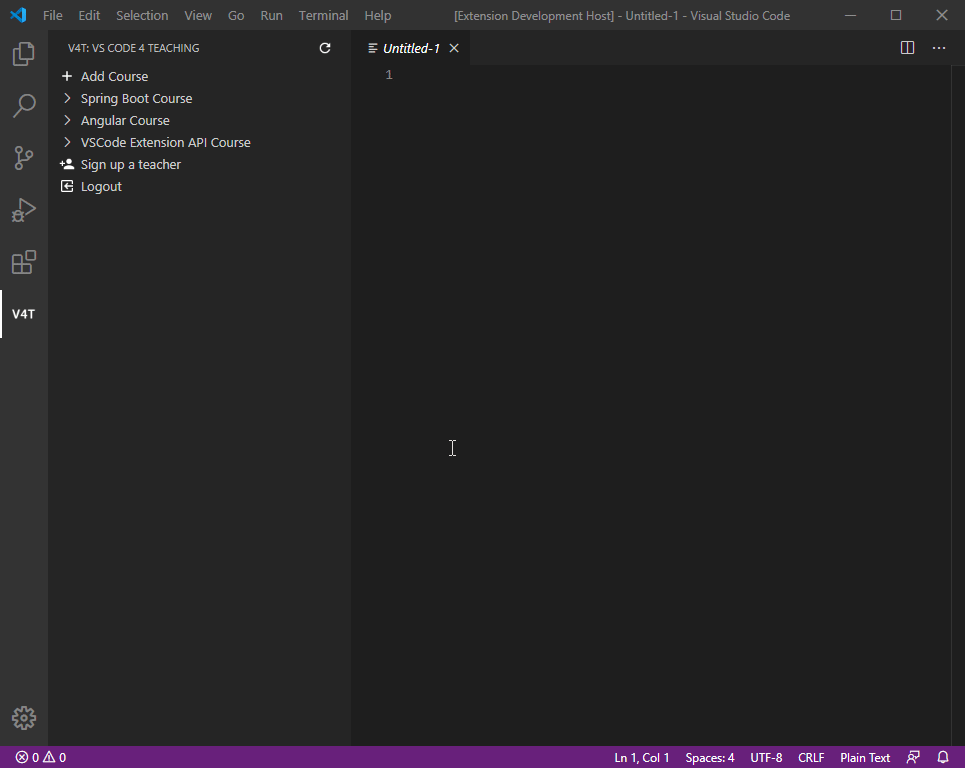 File Edit Selection View Go Run Terminal Help [Extension Development Host] - Untitled-1 - Visual Studio Code
V4T: VS CODE 4 TEACHING
Untitled-1
Add Course
1
Spring Boot Course
Angular Course
VSCode Extension API Course
Sign up a teacher
Logout
V4T
0 0 Ln 1, Col 1 Spaces: 4 UTF-8 CRLF Plain Text